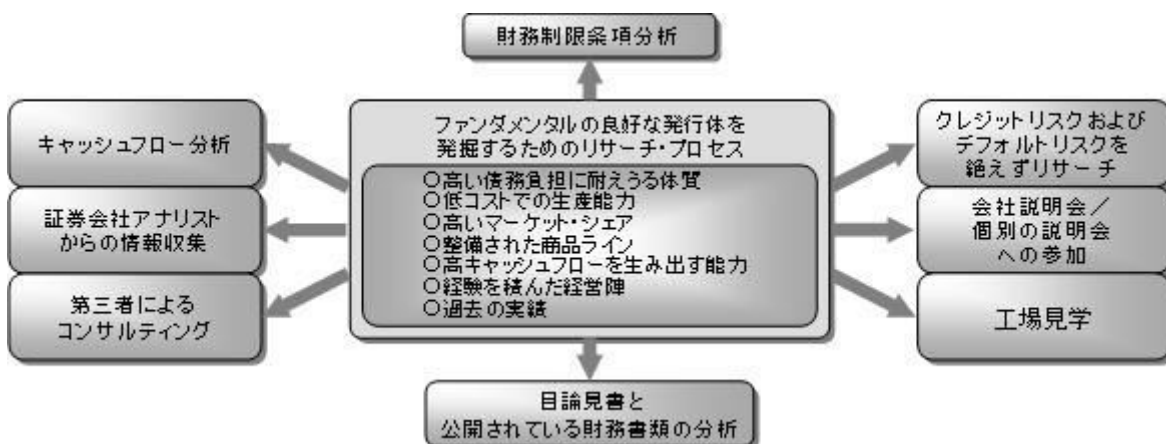 財務制限条項分析
キャッシュフロー分析
証券会社アナリスト
からの情報収集
第三者による
コンサルティング
ファンダメンタルの良好な発行体を
発掘するためのリサーチ・プロセス
○高い債務負担に耐えうる体質
○低コストでの生産能力
○高いマーケット・シェア
○整備された商品ライン
○高キャッシュフローを生み出す能力
○経験を積んだ経営陣
○過去の実績
クレジットリスクおよび
デフォルトリスクを
絶えずリサーチ
会社説明会／
個別の説明会
への参加
工場見学
目論見書と
公開されている財務書類の分析